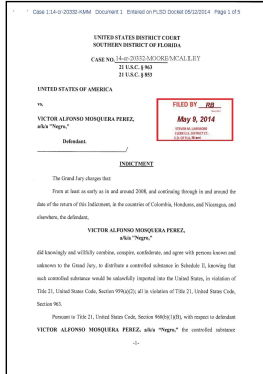 Case 1:14-cr-20332-KMM Document 1 Entered on FLSD Docket 05/12/2014 Page 1 of 5
UNITED STATES DISTRICT COURT
SOUTHERN DISTRICT OF FLORIDA
CASE NO. 14-cr-20332-MOORE/MCALILEY
21 U.S.C. § 963
21 U.S.C. § 853
UNITED STATES OF AMERICA
vs.
VICTOR ALFONSO MOSQUERA PEREZ,
a/k/a "Negro,"
Defendant.
/
FILED BY RB
May 9, 2014
STEVEN M. LARIMORE
CLERK U.S. DISTRICT CT.
S.D. OF FLA. Miami
INDICTMENT
The Grand Jury charges that:
From at least as early as in and around 2008, and continuing through in and around the
date of the return of this Indictment, in the countries of Colombia, Honduras, and Nicaragua, and
elsewhere, the defendant,
VICTOR ALFONSO MOSQUERA PEREZ,
a/k/a "Negro,"
did knowingly and willfully combine, conspire, confederate, and agree with persons known and
unknown to the Grand Jury, to distribute a controlled substance in Schedule II, knowing that
such controlled substance would be unlawfully imported into the United States, in violation of
Title 21, United States Code, Section 959(a)(2); all in violation of Title 21, United States Code,
Section 963.
Pursuant to Title 21, United States Code, Section 960(b)(1)(B), with respect to defendant
VICTOR ALFONSO MOSQUERA PEREZ, a/k/a "Negro," the controlled substance
-1-